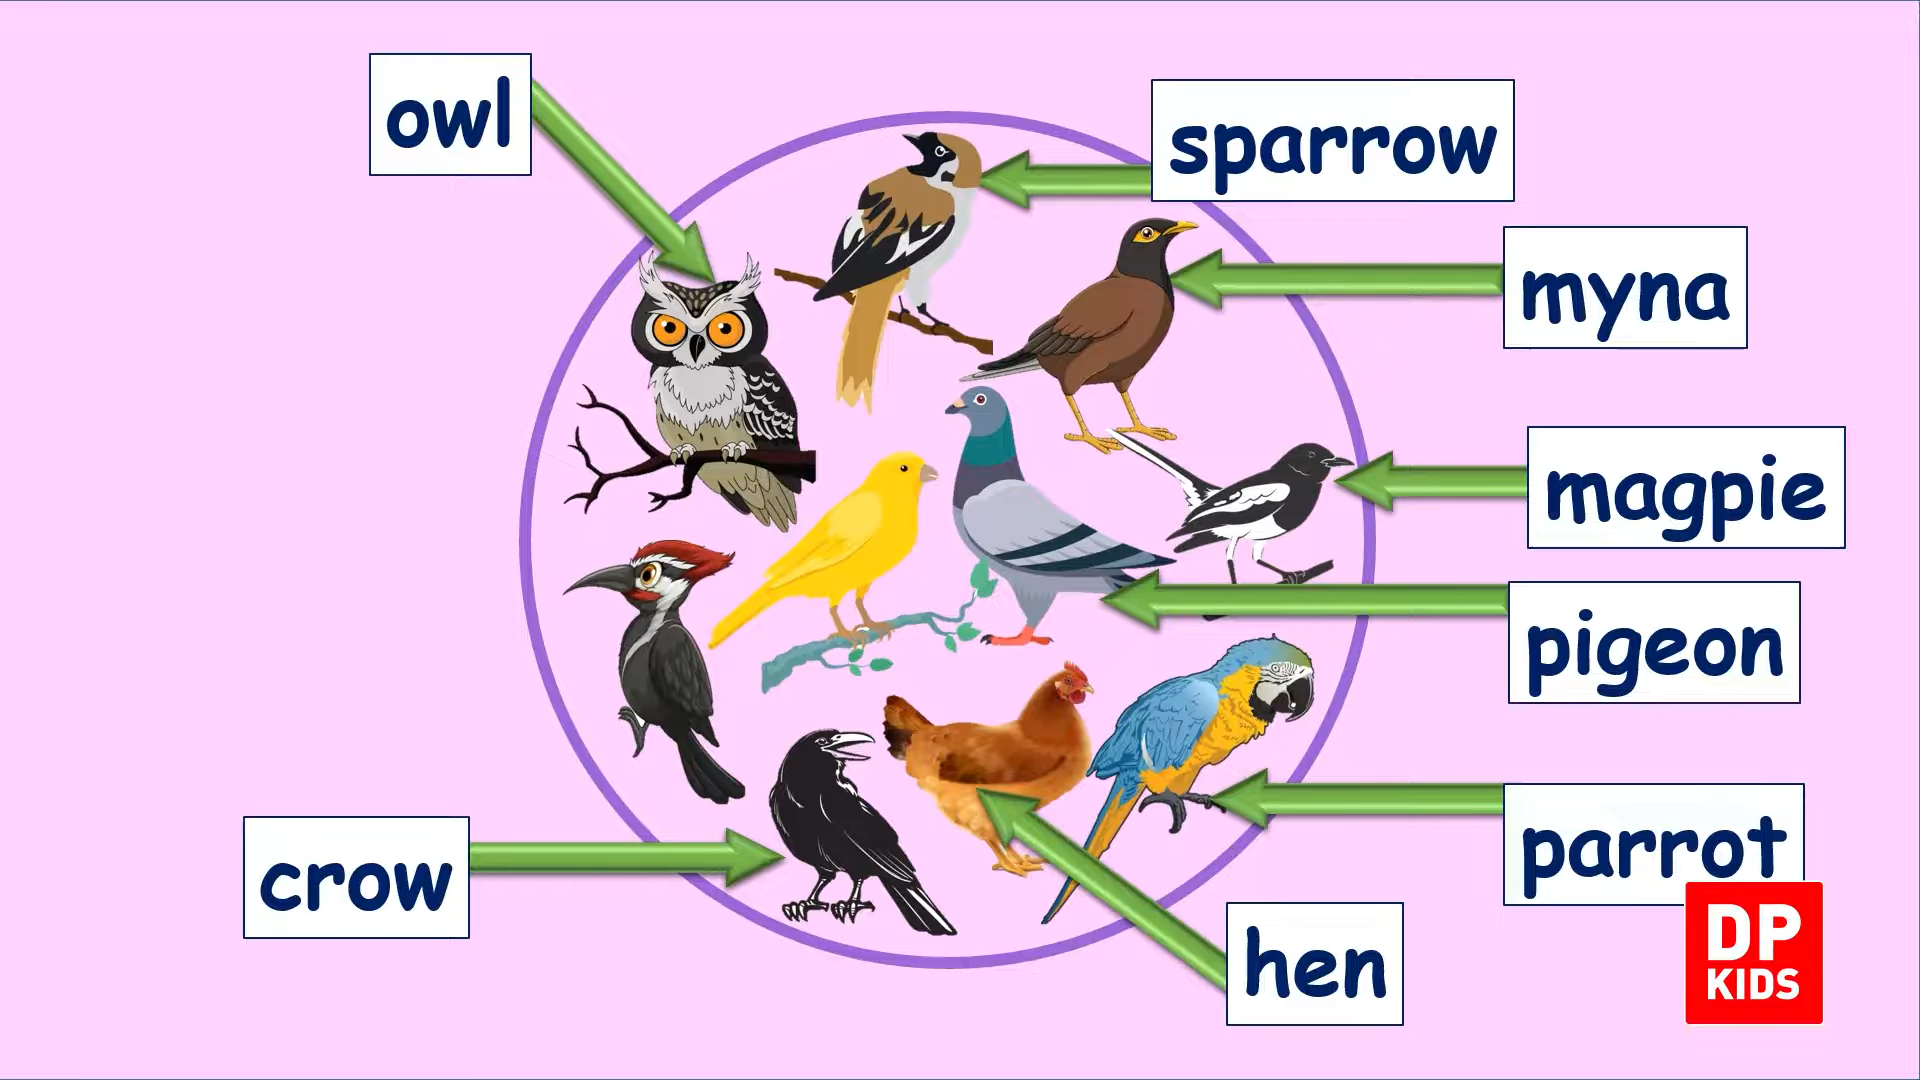 owl
sparrow
myna
magpie
pigeon
parrot
crow
hen
DP
KIDS